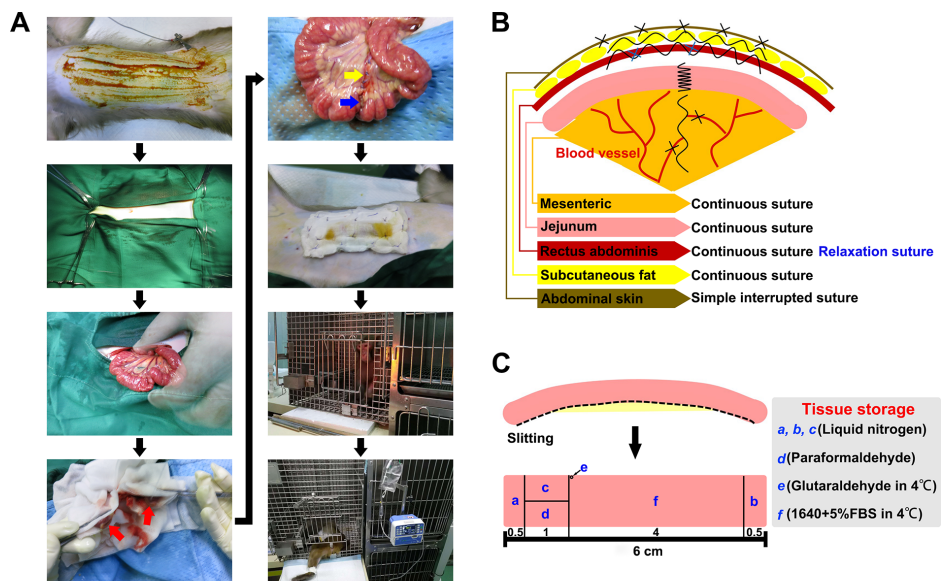 A
B
Blood vessel
Mesenteric Continuous suture
Jejunum Continuous suture
Rectus abdominis Continuous suture Relaxation suture
Subcutaneous fat Continuous suture
Abdominal skin Simple interrupted suture
C
Slitting
Tissue storage
a, b, c (Liquid nitrogen)
d (Paraformaldehyde)
e (Glutaraldehyde in 4℃)
f (1640+5%FBS in 4℃)
e
a c d f b
0.5 1 4 0.5
6 cm